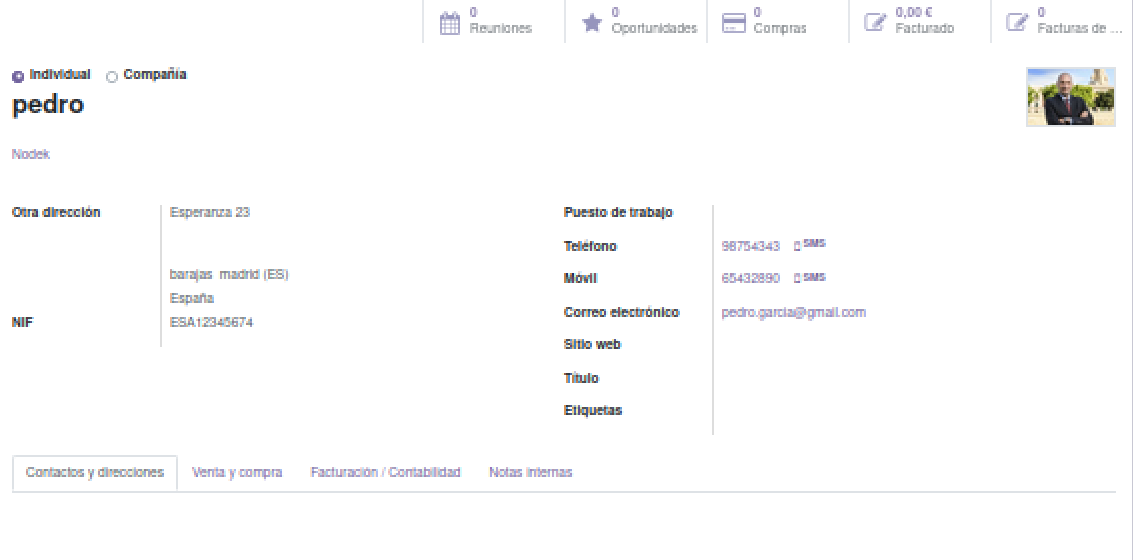 0 Reuniones
0 Oportunidades
0 Compras
0,00 € Facturado
0 Facturas de ...
Individual Compañía
pedro
Nodek
Otra dirección Esperanza 23
barajas madrid (ES)
España
NIF ESA12345674
Puesto de trabajo
Teléfono 98754343 SMS
Móvil 65432890 SMS
Correo electrónico pedro.garcia@gmail.com
Sitio web
Título
Etiquetas
Contactos y direcciones Venta y compra Facturación / Contabilidad Notas internas